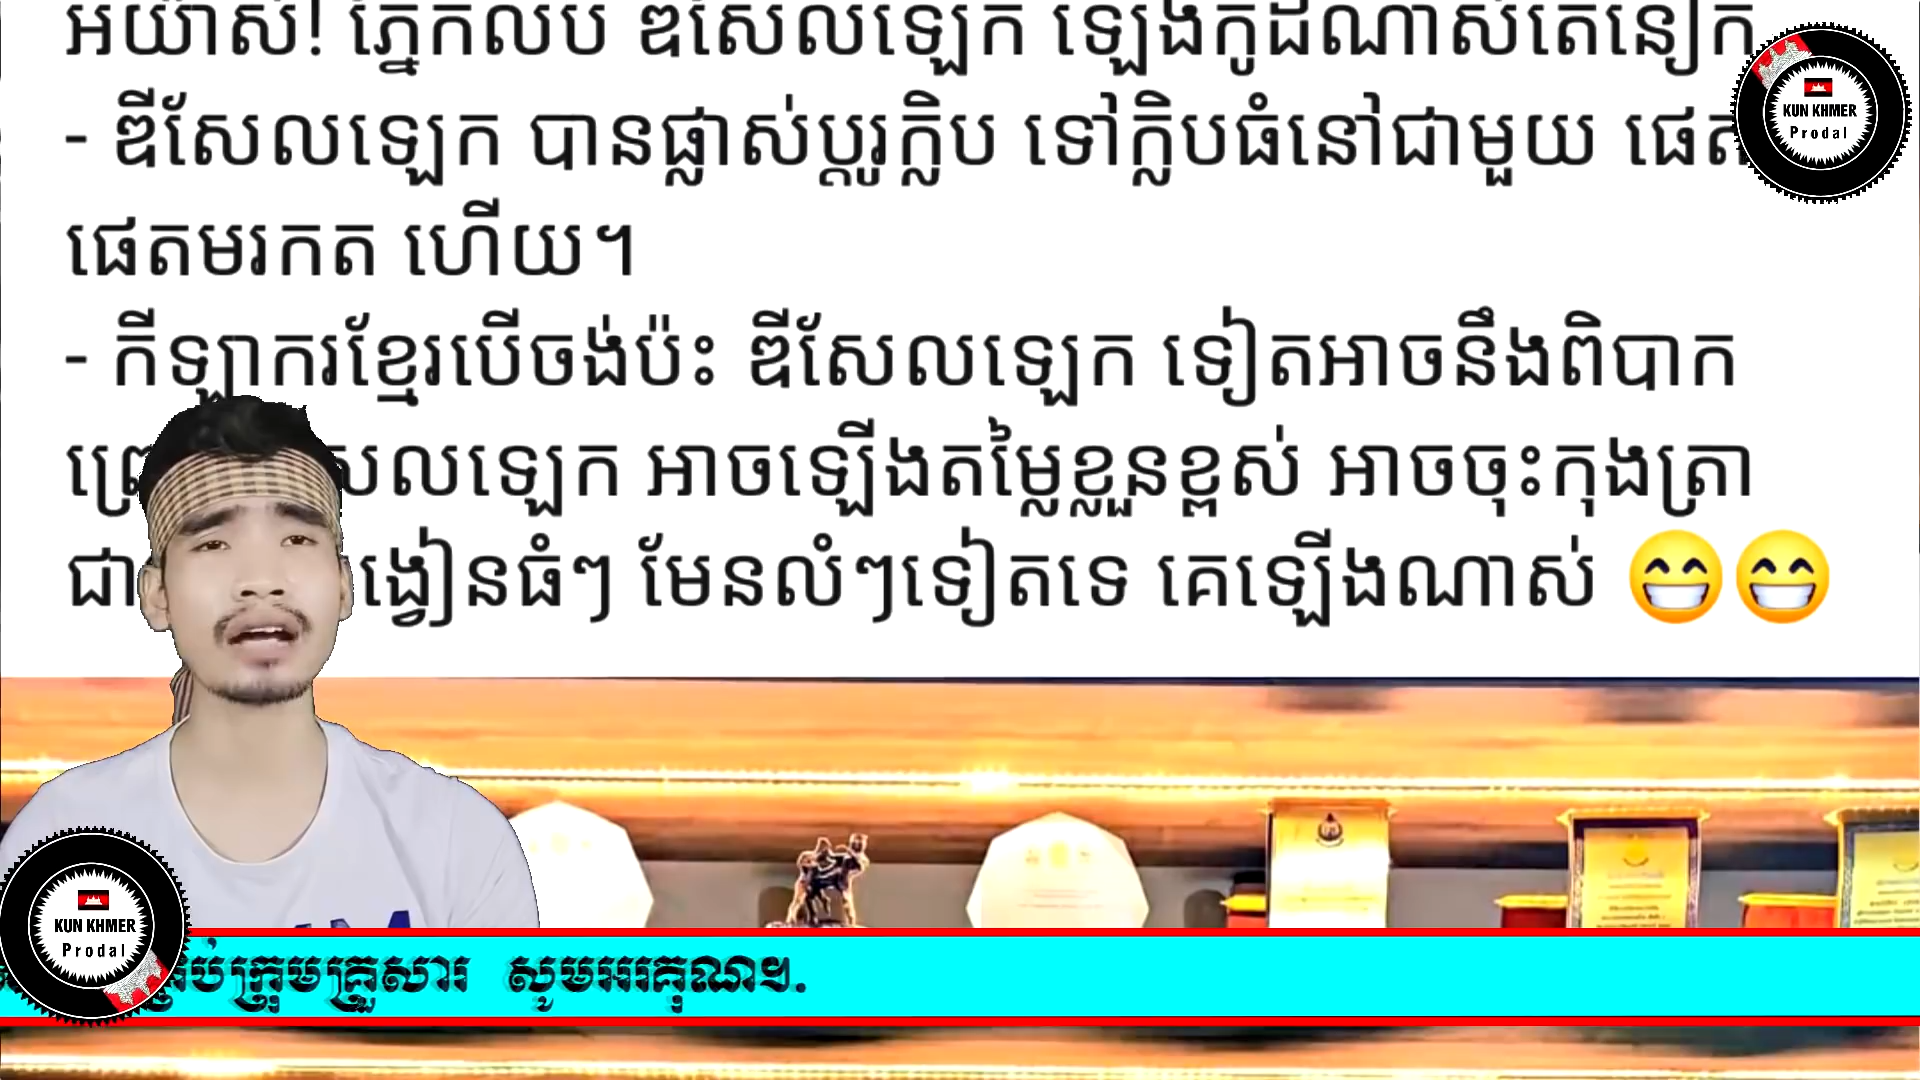 អយ៉ាស់! ភ្នែកលប់ ឌីសែលឡេក ឡើងកូដណាស់តេនៀក
- ឌីសែលឡេក បានផ្លាស់ប្ដូរក្លិប ទៅក្លិបធំនៅជាមួយ ផេត
ផេតមរកត ហើយ។
- កីឡាករខ្មែរបើចង់ប៉ះ ឌីសែលឡេក ទៀតអាចនឹងពិបាក
សែលឡេក អាចឡើងតម្លៃខ្លួនខ្ពស់ អាចចុះកុងត្រា
ជា ង្វៀនធំៗ មែនលំៗទៀតទេ គេឡើងណាស់ 😁😁
KUN KHMER
Prodal
KUN KHMER
Prodal
ក្រុមគ្រួសារ សូមអរគុណ៕